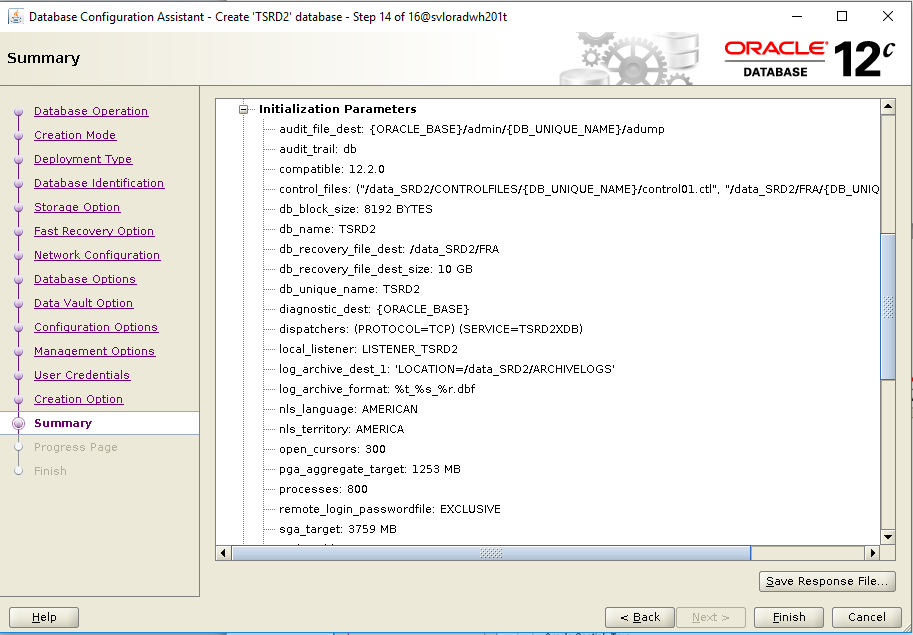 Database Configuration Assistant - Create 'TSRD2' database - Step 14 of 16@svloradwh201t
Summary
ORACLE
DATABASE
12c
Database Operation
Creation Mode
Deployment Type
Database Identification
Storage Option
Fast Recovery Option
Network Configuration
Database Options
Data Vault Option
Configuration Options
Management Options
User Credentials
Creation Option
Summary
Progress Page
Finish
Initialization Parameters
audit_file_dest: {ORACLE_BASE}/admin/{DB_UNIQUE_NAME}/adump
audit_trail: db
compatible: 12.2.0
control_files: ("/data_SRD2/CONTROLFILES/{DB_UNIQUE_NAME}/control01.ctl", "/data_SRD2/FRA/{DB_UNIQ
db_block_size: 8192 BYTES
db_name: TSRD2
db_recovery_file_dest: /data_SRD2/FRA
db_recovery_file_dest_size: 10 GB
db_unique_name: TSRD2
diagnostic_dest: {ORACLE_BASE}
dispatchers: (PROTOCOL=TCP) (SERVICE=TSRD2XDB)
local_listener: LISTENER_TSRD2
log_archive_dest_1: 'LOCATION=/data_SRD2/ARCHIVELOGS'
log_archive_format: %t_%s_%r.dbf
nls_language: AMERICAN
nls_territory: AMERICA
open_cursors: 300
pga_aggregate_target: 1253 MB
processes: 800
remote_login_passwordfile: EXCLUSIVE
sga_target: 3759 MB
Save Response File...
Help
< Back
Next >
Finish
Cancel